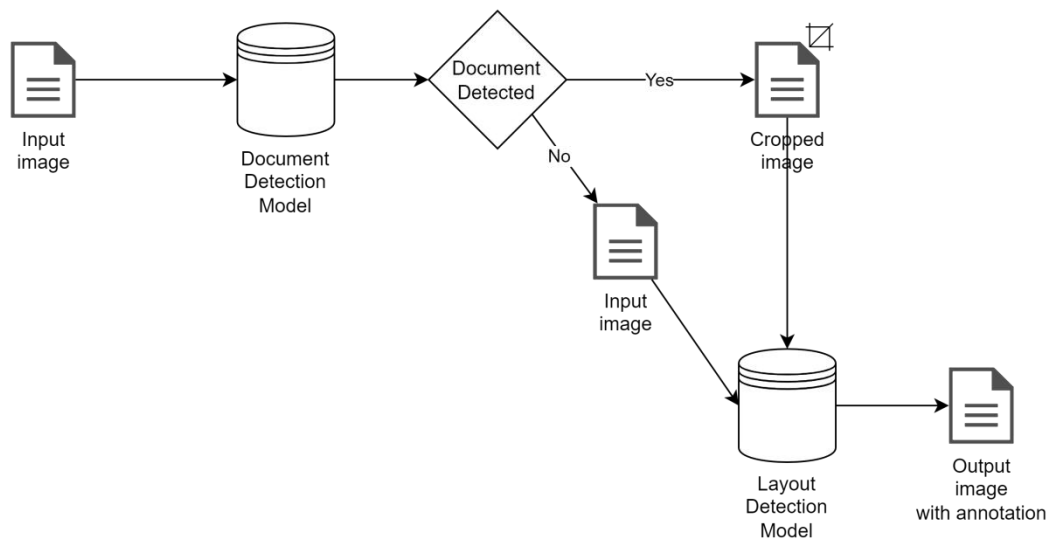 Input
image
Document
Detection
Model
Document
Detected
Yes
No
Cropped
image
Input
image
Layout
Detection
Model
Output
image
with annotation